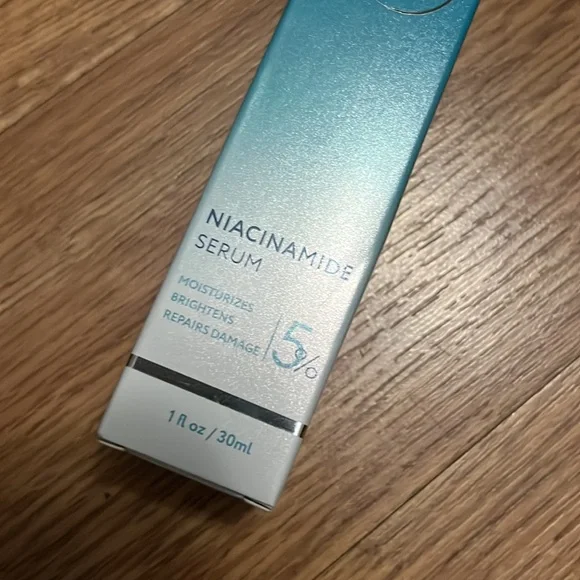 NIACINAMIDE
SERUM
MOISTURIZES
BRIGHTENS
REPAIRS DAMAGE
5%
1 fl oz / 30ml